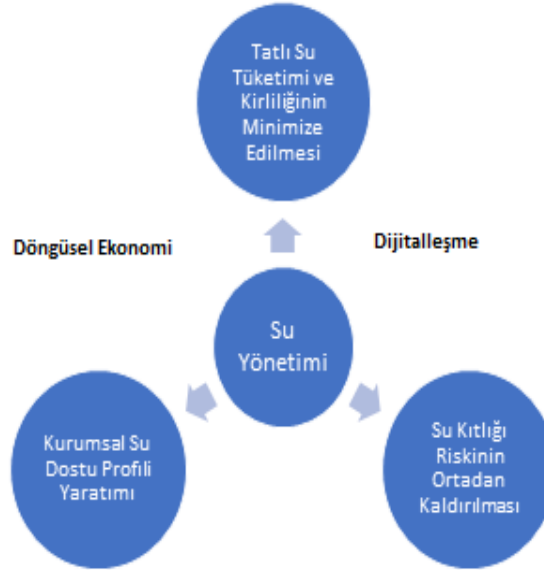 Tatlı Su
Tüketimi ve
Kirliliğinin
Minimize
Edilmesi
Döngüsel Ekonomi
Dijitalleşme
Su
Yönetimi
Kurumsal Su
Dostu Profili
Yaratımı
Su Kıtlığı
Riskinin
Ortadan
Kaldırılması